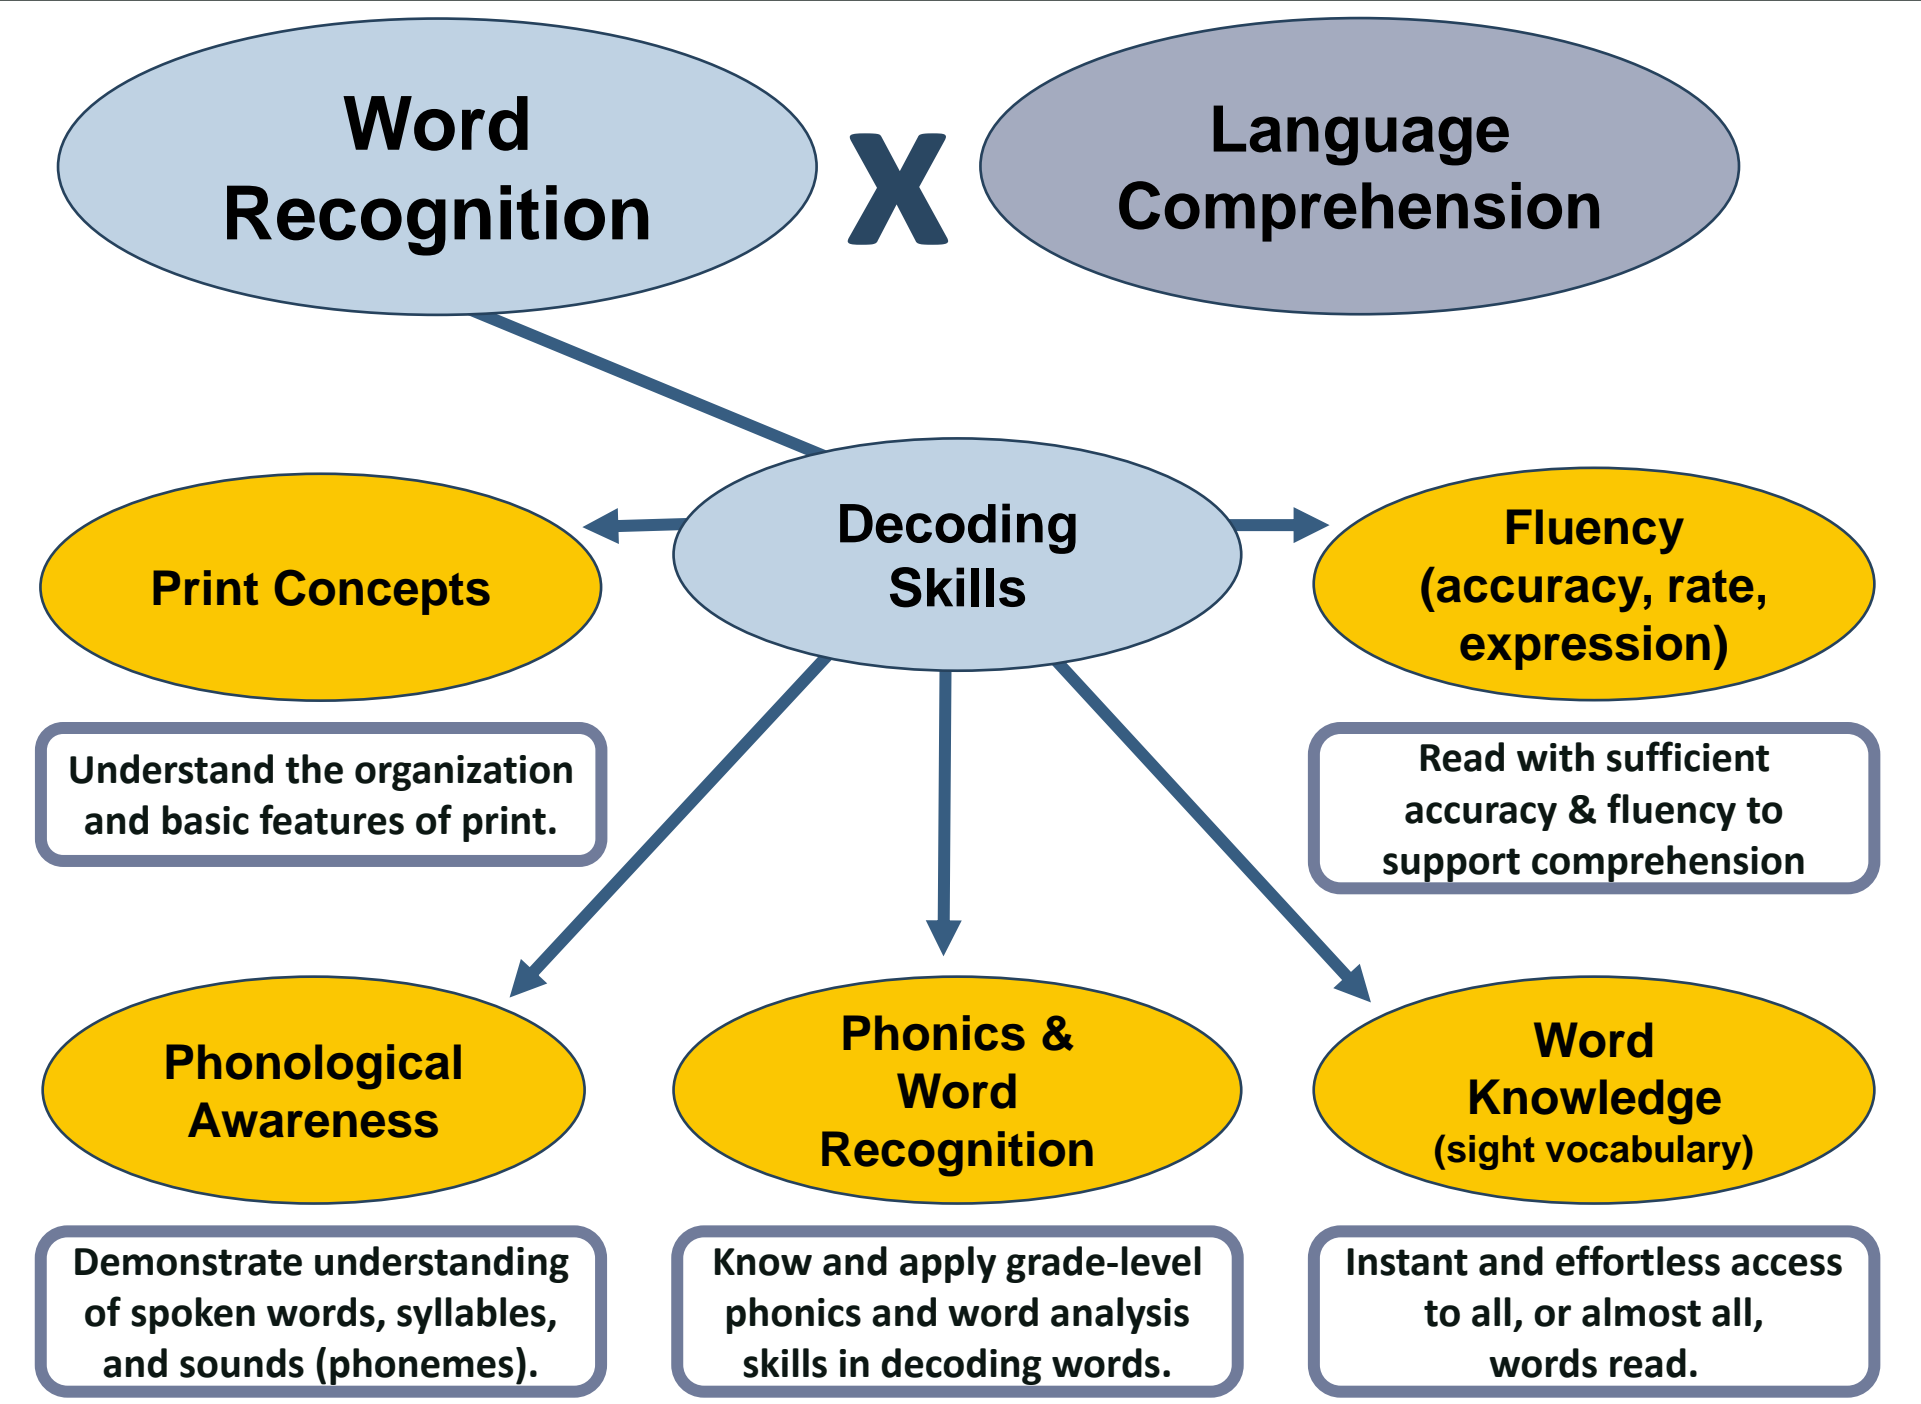 Word
Recognition
X
Language
Comprehension
Decoding
Skills
Print Concepts
Fluency
(accuracy, rate,
expression)
Understand the organization
and basic features of print.
Read with sufficient
accuracy & fluency to
support comprehension
Phonological
Awareness
Phonics &
Word
Recognition
Word
Knowledge
(sight vocabulary)
Demonstrate understanding
of spoken words, syllables,
and sounds (phonemes).
Know and apply grade-level
phonics and word analysis
skills in decoding words.
Instant and effortless access
to all, or almost all,
words read.